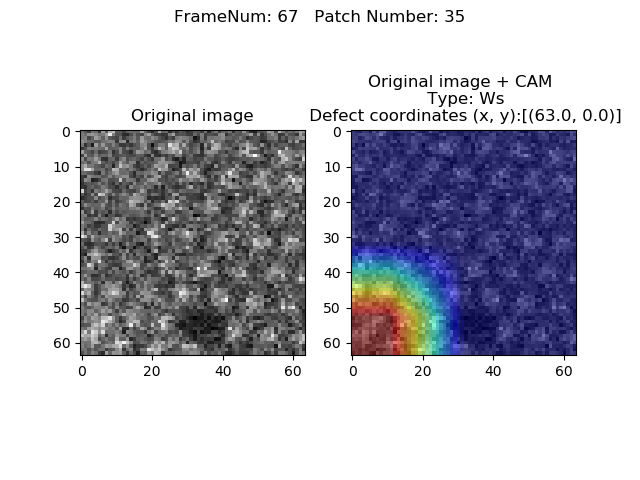 FrameNum: 67   Patch Number: 35
Original image
Original image + CAM
Type: Ws
Defect coordinates (x, y):[(63.0, 0.0)]
0
10
20
30
40
50
60
0 20 40 60
0
10
20
30
40
50
60
0 20 40 60